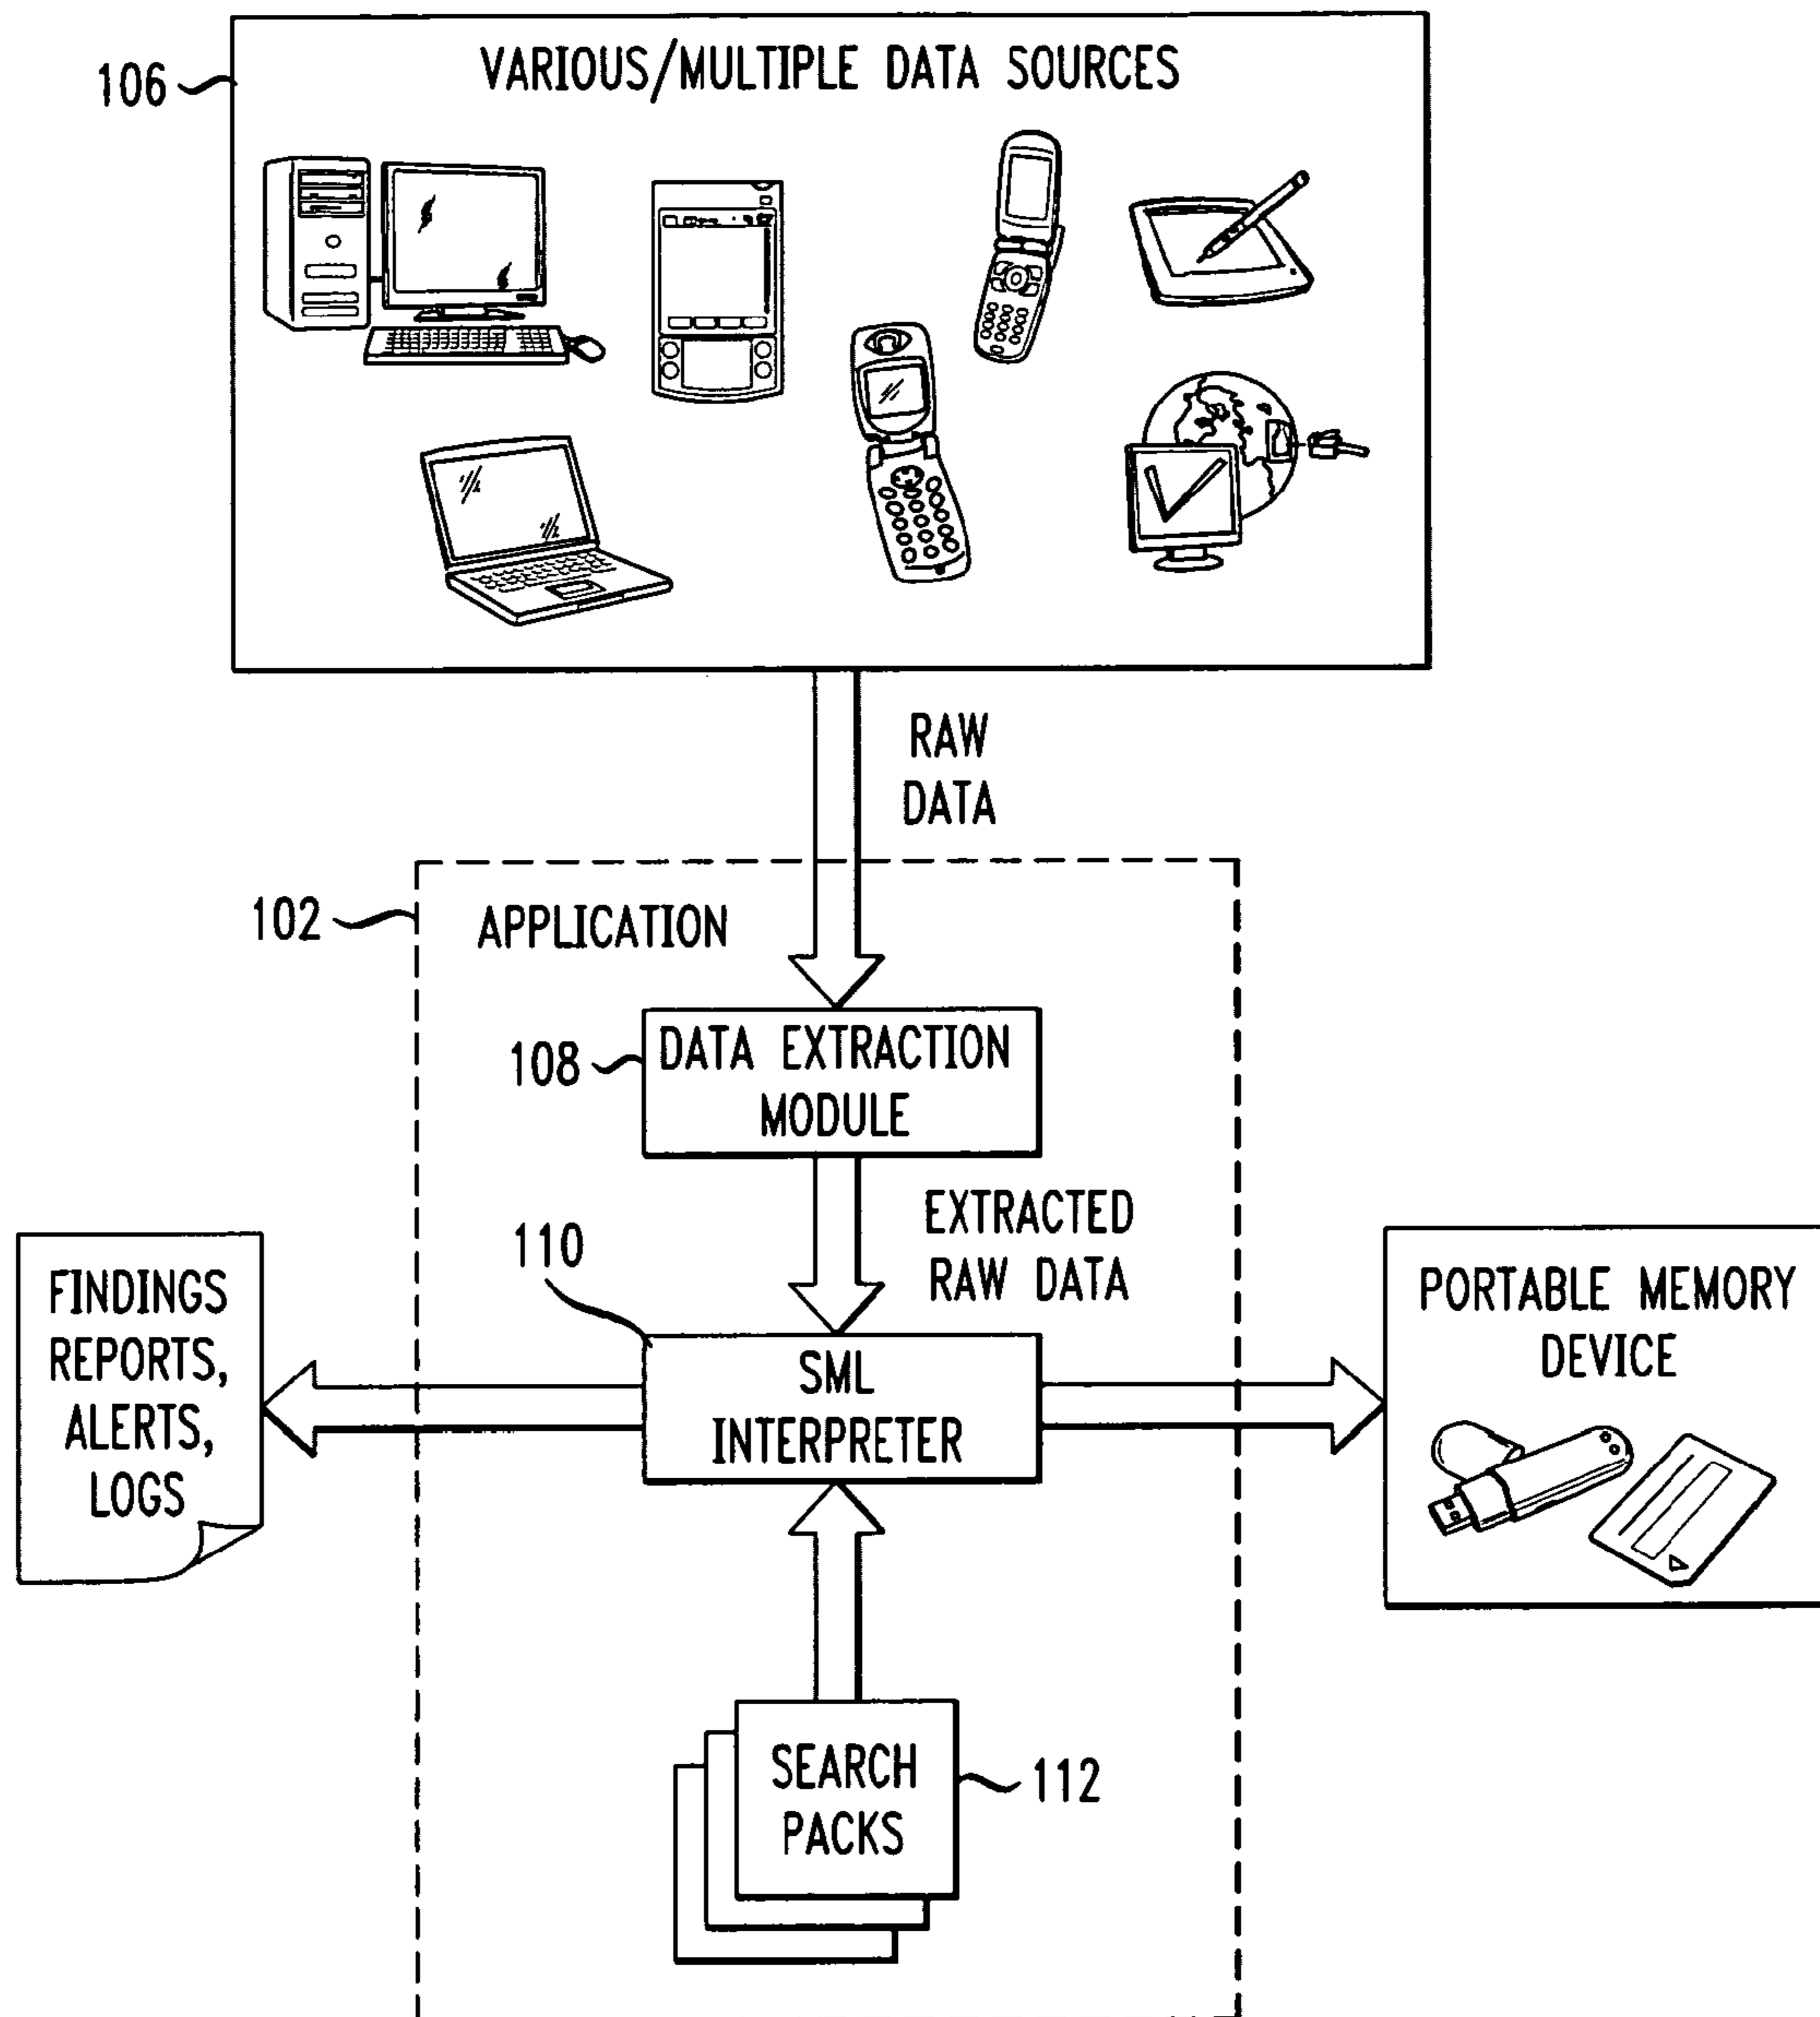 VARIOUS/MULTIPLE DATA SOURCES
106
RAW
DATA
102
APPLICATION
108
DATA EXTRACTION
MODULE
EXTRACTED
RAW DATA
110
SML
INTERPRETER
FINDINGS
REPORTS,
ALERTS,
LOGS
PORTABLE MEMORY
DEVICE
SEARCH
PACKS
112